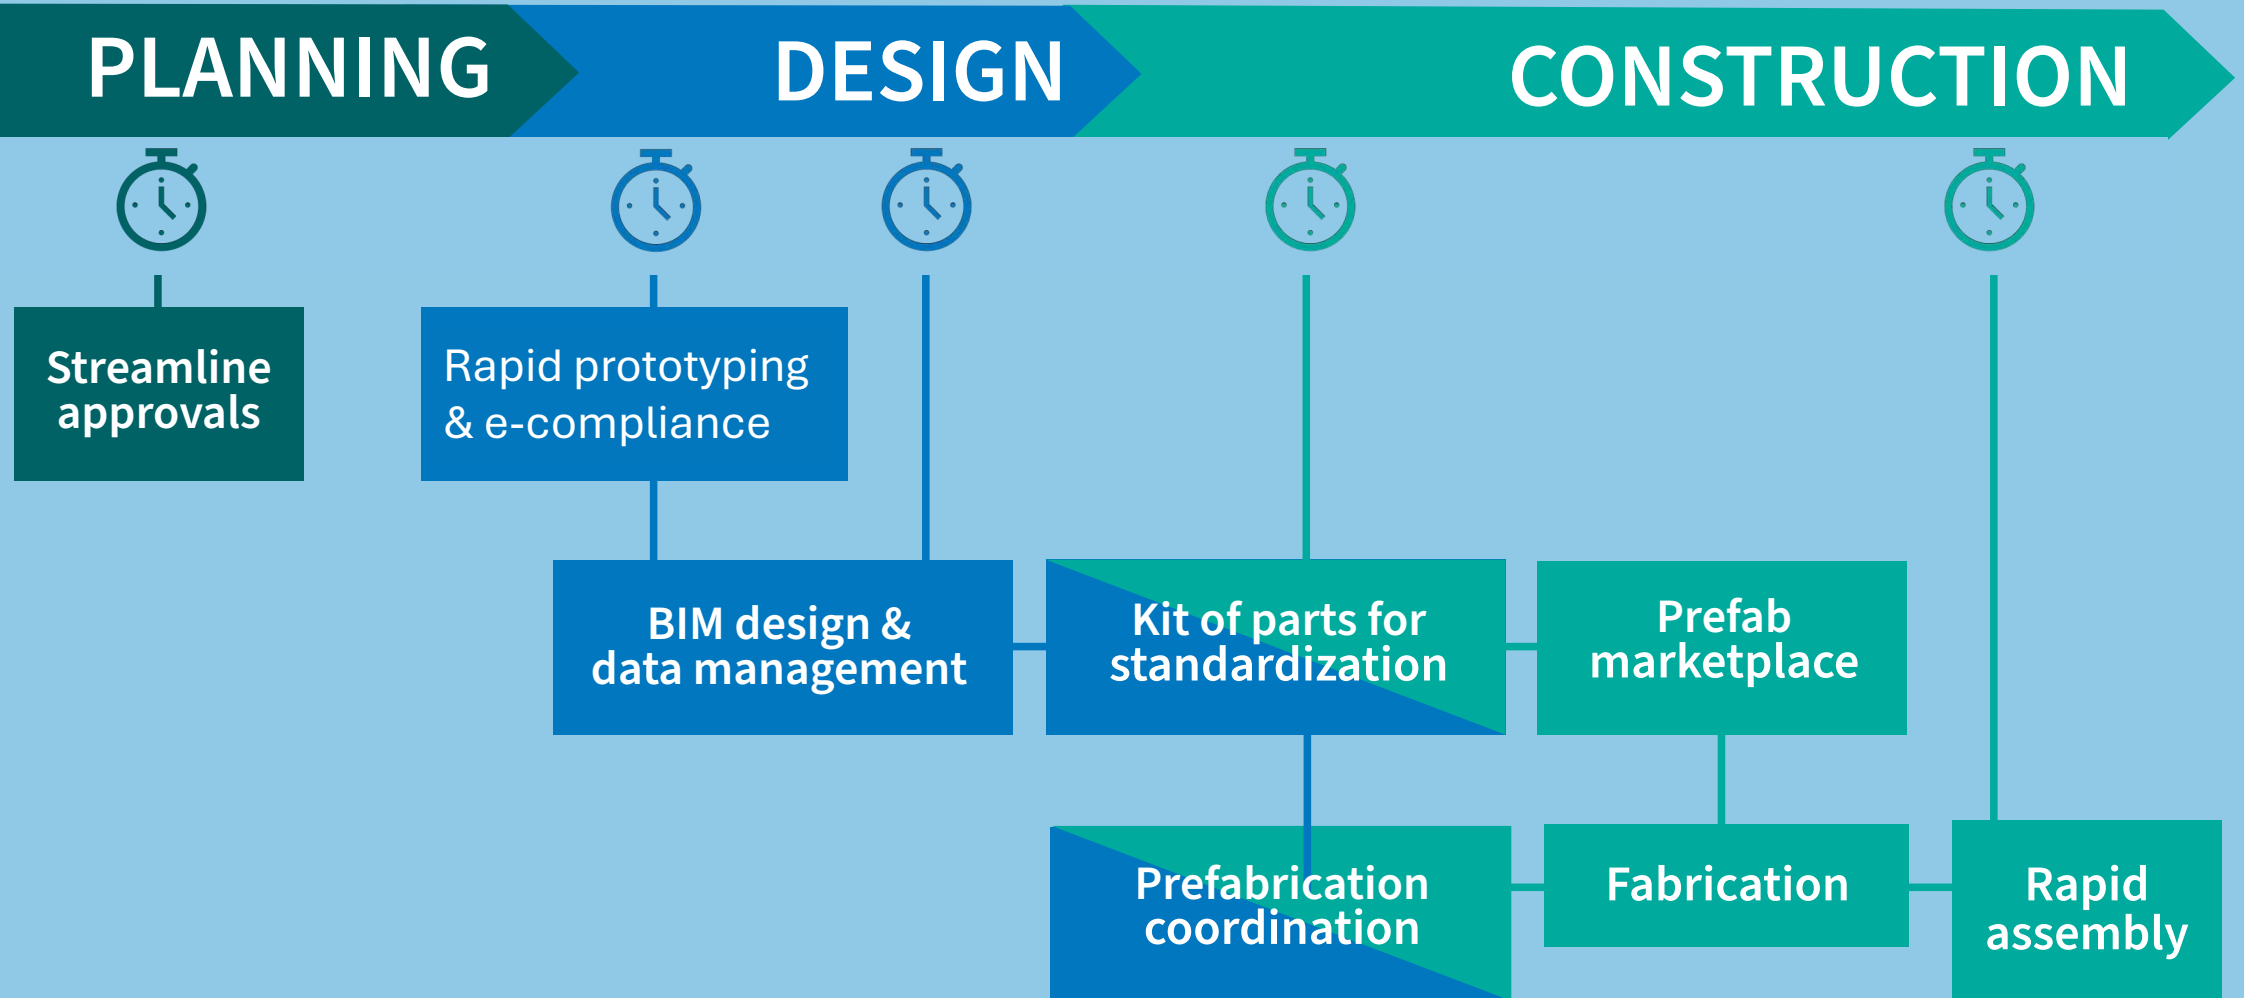 PLANNING
DESIGN
CONSTRUCTION
Streamline
approvals
Rapid prototyping
& e-compliance
BIM design &
data management
Kit of parts for
standardization
Prefab
marketplace
Prefabrication
coordination
Fabrication
Rapid
assembly